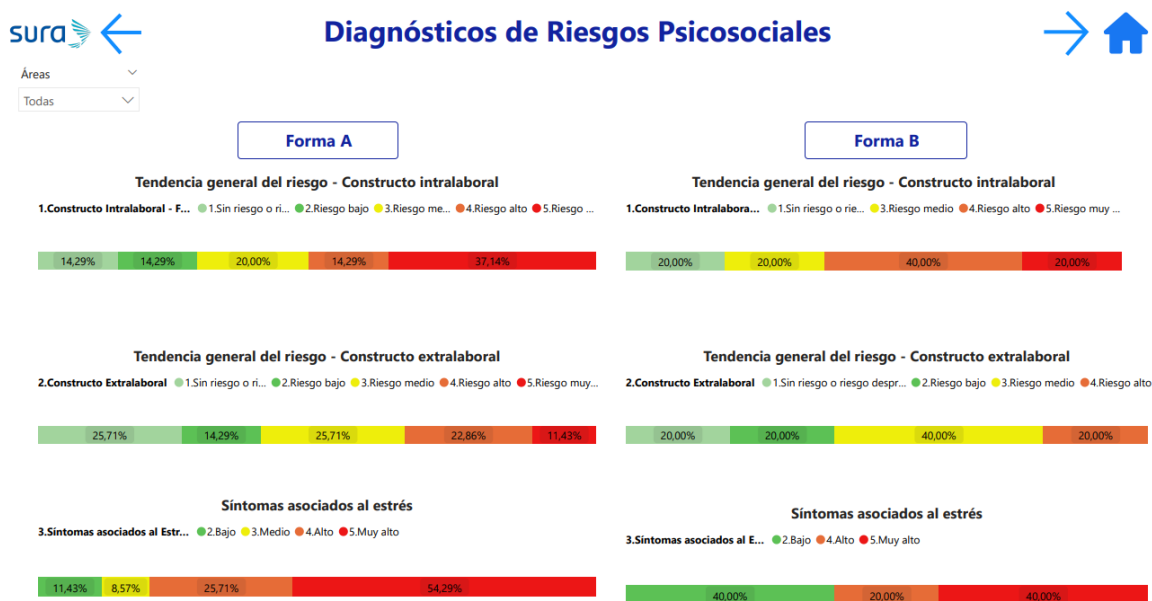 sura
Diagnósticos de Riesgos Psicosociales
Áreas
Todas
Forma A
Tendencia general del riesgo - Constructo intralaboral
1.Constructo Intralaboral - F... 1.Sin riesgo o ri... 2.Riesgo bajo 3.Riesgo me... 4.Riesgo alto 5.Riesgo ...
14,29% 14,29% 20,00% 14,29% 37,14%
Tendencia general del riesgo - Constructo extralaboral
2.Constructo Extralaboral 1.Sin riesgo o ri... 2.Riesgo bajo 3.Riesgo medio 4.Riesgo alto 5.Riesgo muy...
25,71% 14,29% 25,71% 22,86% 11,43%
Síntomas asociados al estrés
3.Síntomas asociados al Estr... 2.Bajo 3.Medio 4.Alto 5.Muy alto
11,43% 8,57% 25,71% 54,29%
Forma B
Tendencia general del riesgo - Constructo intralaboral
1.Constructo Intralabora... 1.Sin riesgo o rie... 3.Riesgo medio 4.Riesgo alto 5.Riesgo muy ...
20,00% 20,00% 40,00% 20,00%
Tendencia general del riesgo - Constructo extralaboral
2.Constructo Extralaboral 1.Sin riesgo o riesgo despr... 2.Riesgo bajo 3.Riesgo medio 4.Riesgo alto
20,00% 20,00% 40,00% 20,00%
Síntomas asociados al estrés
3.Síntomas asociados al E... 2.Bajo 4.Alto 5.Muy alto
40,00% 20,00% 40,00%